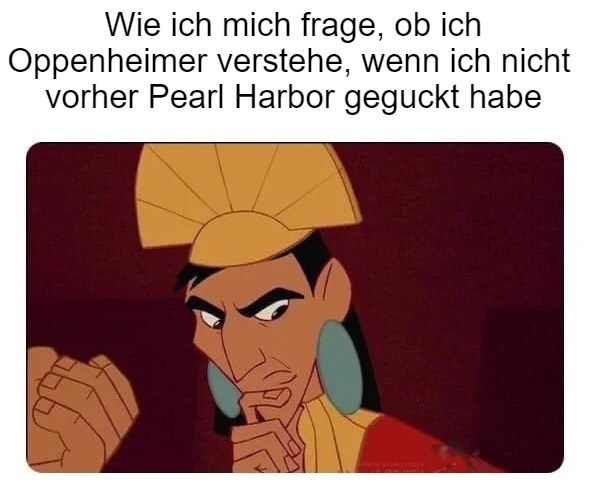 Wie ich mich frage, ob ich
Oppenheimer verstehe, wenn ich nicht
vorher Pearl Harbor geguckt habe